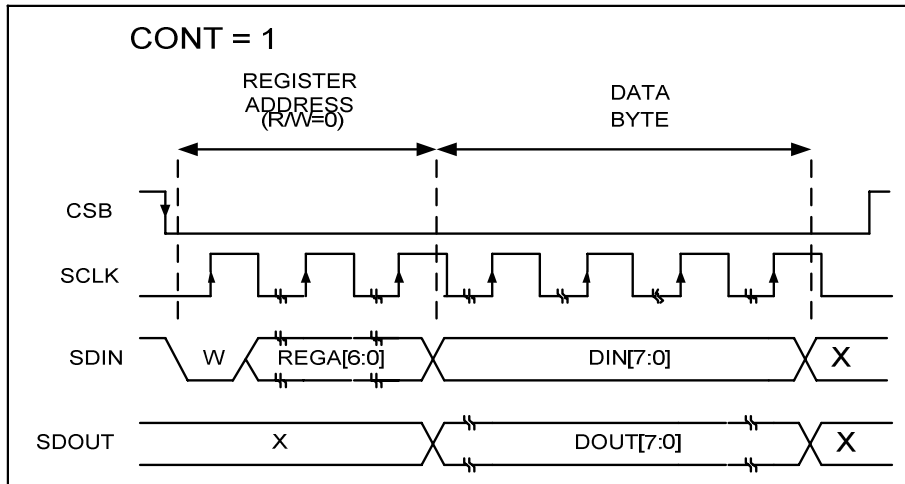 CONT = 1
REGISTER
ADDRESS
(R/W=0)
DATA
BYTE
CSB
SCLK
SDIN
W
REGA[6:0]
DIN[7:0]
X
SDOUT
X
DOUT[7:0]
X